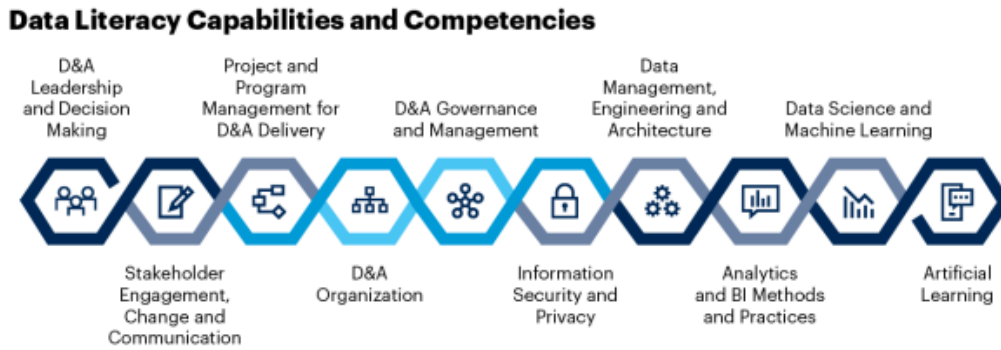 Data Literacy Capabilities and Competencies
D&A
Leadership
and Decision
Making
Stakeholder
Engagement,
Change and
Communication
Project and
Program
Management for
D&A Delivery
D&A
Organization
D&A Governance
and Management
Information
Security and
Privacy
Data
Management,
Engineering and
Architecture
Analytics
and BI Methods
and Practices
Data Science and
Machine Learning
Artificial
Learning